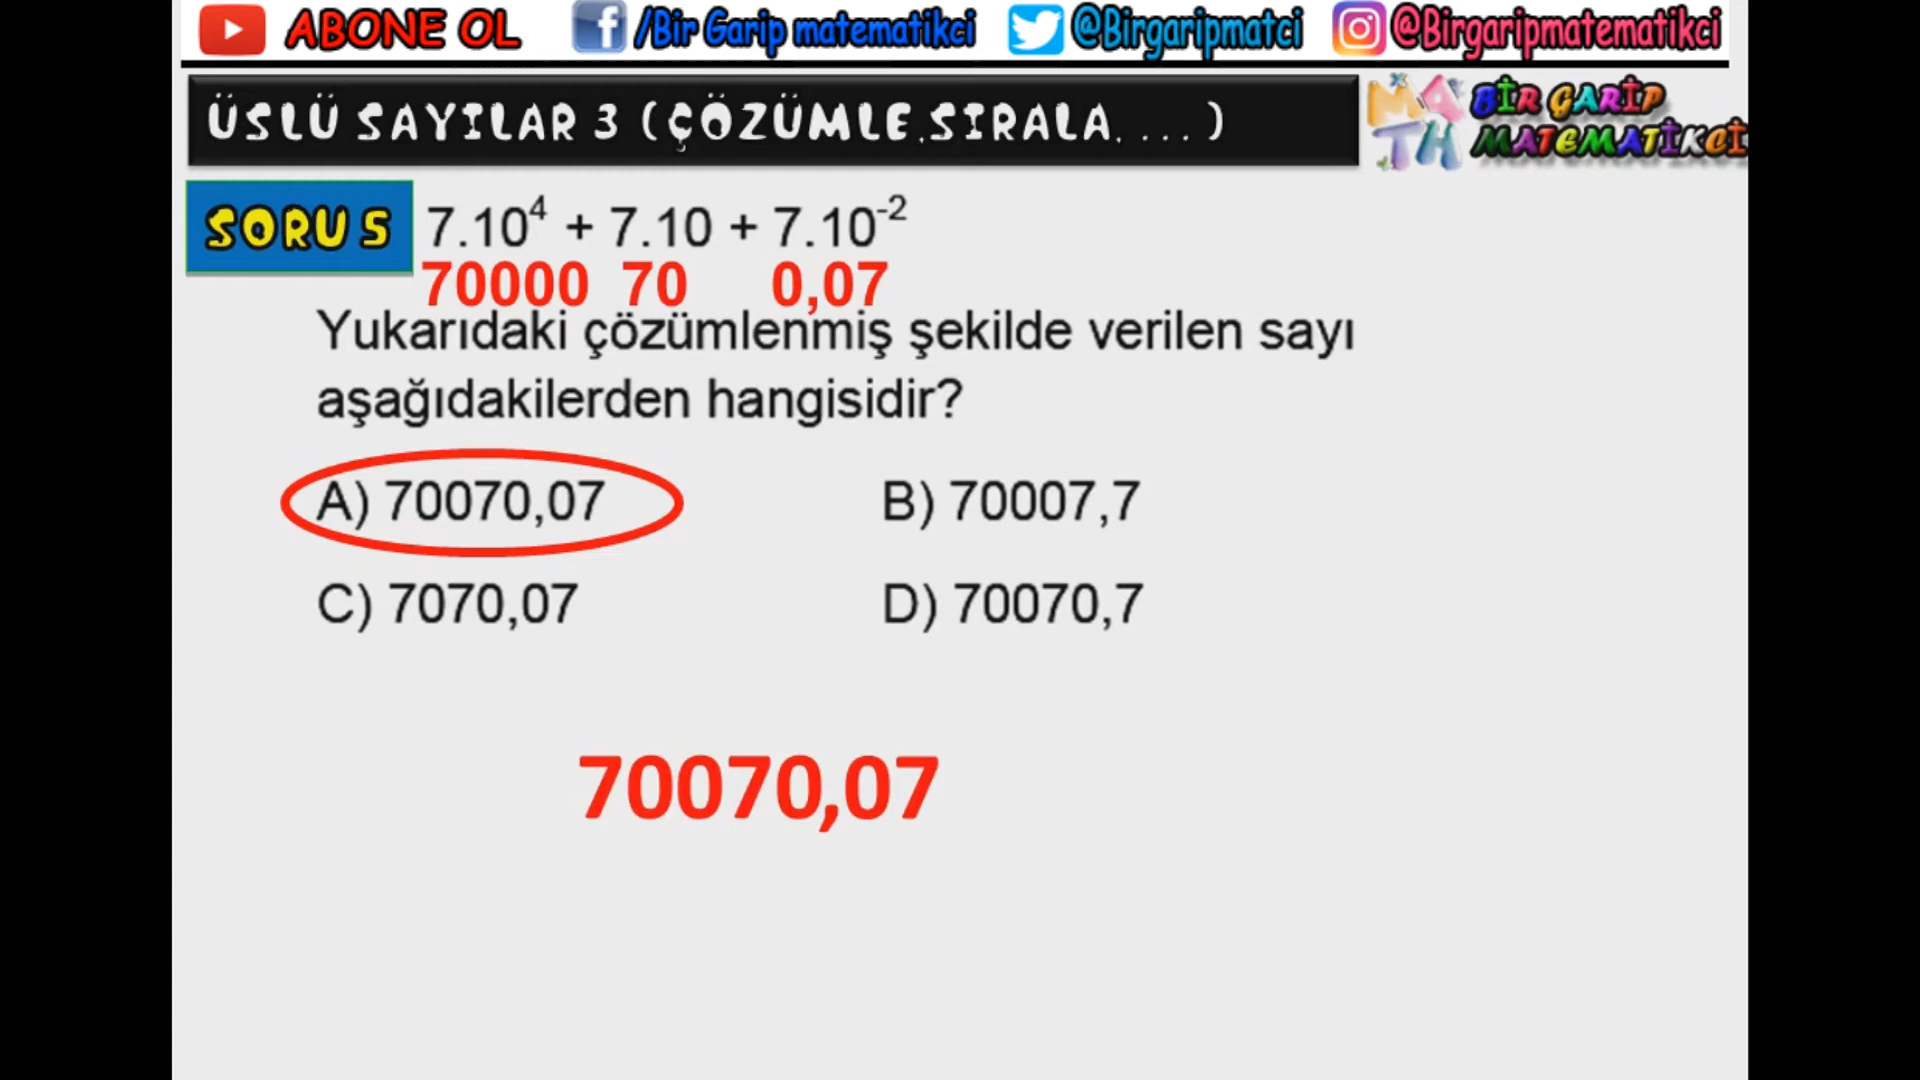 ABONE OL /Bir Garip matematikci @Birgaripmatci @Birgaripmatematikci
ÜSLÜ SAYILAR 3 (ÇÖZÜMLE,SIRALA, . . . )
MATH BİR GARİP
MATEMATİKCİ
SORU 5 7.10⁴ + 7.10 + 7.10⁻²
70000 70 0,07
Yukarıdaki çözümlenmiş şekilde verilen sayı
aşağıdakilerden hangisidir?
A) 70070,07 B) 70007,7
C) 7070,07 D) 70070,7
70070,07